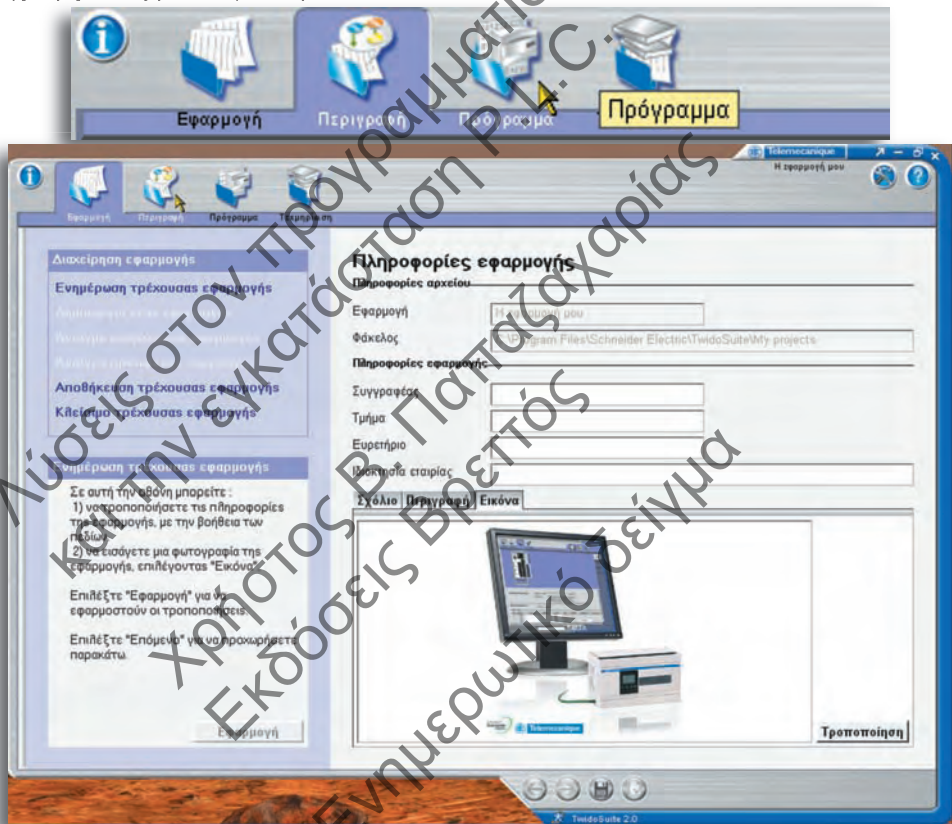 Εφαρμογή
Περιγραφή
Πρόγραμμα
Πρόγραμμα
Telemecanique
Η εφαρμογή μου
Εφαρμογή
Περιγραφή
Πρόγραμμα
Τεκμηρίωση
Διαχείρηση εφαρμογής
Ενημέρωση τρέχουσας εφαρμογής
Αποθήκευση τρέχουσας εφαρμογής
Κλείσιμο τρέχουσας εφαρμογής
Ενημέρωση τρέχουσας εφαρμογής
Σε αυτή την οθόνη μπορείτε :
1) να τροποποιήσετε τις πληροφορίες
της εφαρμογής, με την βοήθεια των
πεδίων
2) να εισάγετε μια φωτογραφία της
εφαρμογής, επιλέγοντας "Εικόνα"
Επιλέξτε "Εφαρμογή" για να
εφαρμοστούν οι τροποποιήσεις.
Επιλέξτε "Επόμενο" για να προχωρήσετε
παρακάτω.
Εφαρμογή
Πληροφορίες εφαρμογής
Πληροφορίες αρχείου
Εφαρμογή
Η εφαρμογή μου
Φάκελος
C:\Program Files\Schneider Electric\TwidoSuite\My projects
Πληροφορίες εφαρμογής
Συγγραφέας
Τμήμα
Ευρετήριο
Ιδιοκτησία εταιρίας
Σχόλιο Περιγραφή Εικόνα
Telemecanique
Τροποποίηση
TwidoSuite 2.0
Λύσεις στον προγραμματισ
και την εγκατάσταση P.L.C.
Χρήστος Β. Παπαζαχαρίας
Εκδόσεις Βρεττός
Ενημερωτικό δείγμα